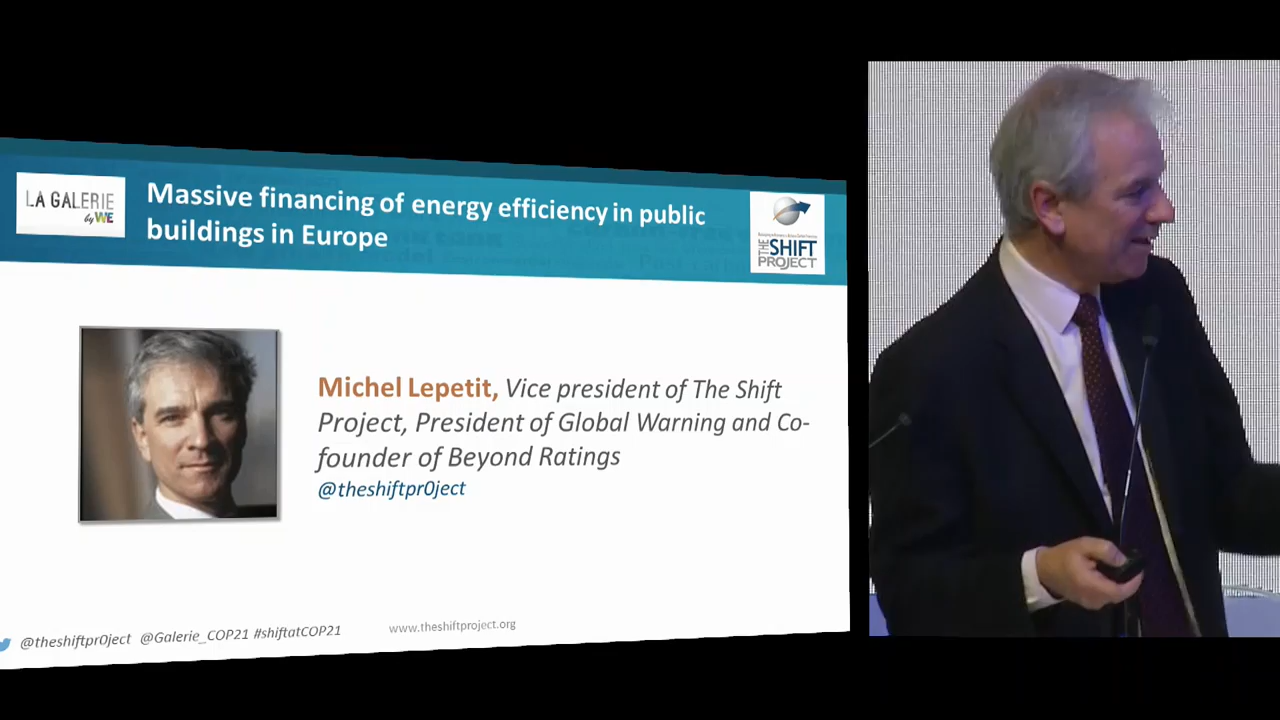 LA GALERIE
by WE
Massive financing of energy efficiency in public
buildings in Europe
THE SHIFT
PROJECT
Michel Lepetit, Vice president of The Shift
Project, President of Global Warning and Co-
founder of Beyond Ratings
@theshiftpr0ject
@theshiftpr0ject @Galerie_COP21 #shiftatCOP21
www.theshiftproject.org